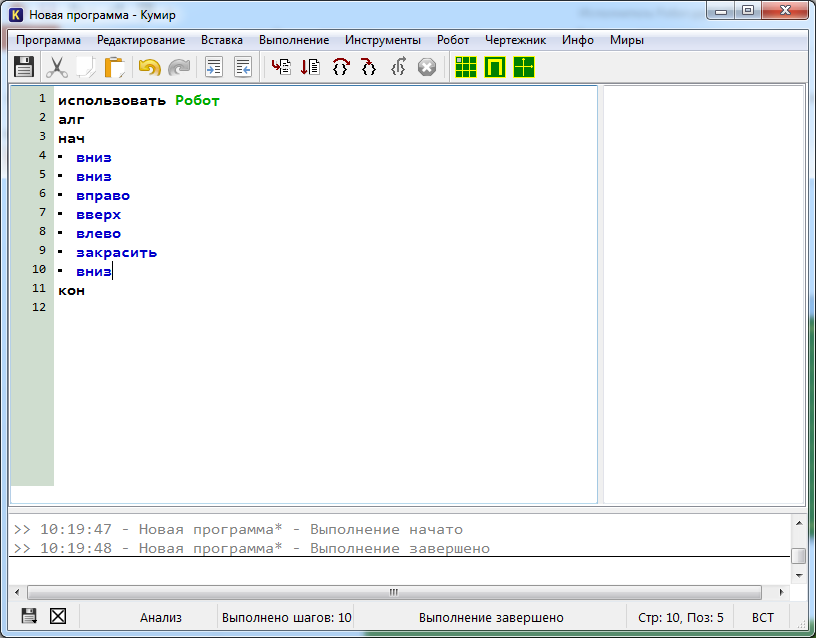 Новая программа - Кумир
Программа Редактирование Вставка Выполнение Инструменты Робот Чертежник Инфо Миры
1 использовать Робот
2 алг
3 нач
4 вниз
5 вниз
6 вправо
7 вверх
8 влево
9 закрасить
10 вниз
11 кон
12
>> 10:19:47 - Новая программа* - Выполнение начато
>> 10:19:48 - Новая программа* - Выполнение завершено
Анализ Выполнено шагов: 10 Выполнение завершено Стр: 10, Поз: 5 ВСТ